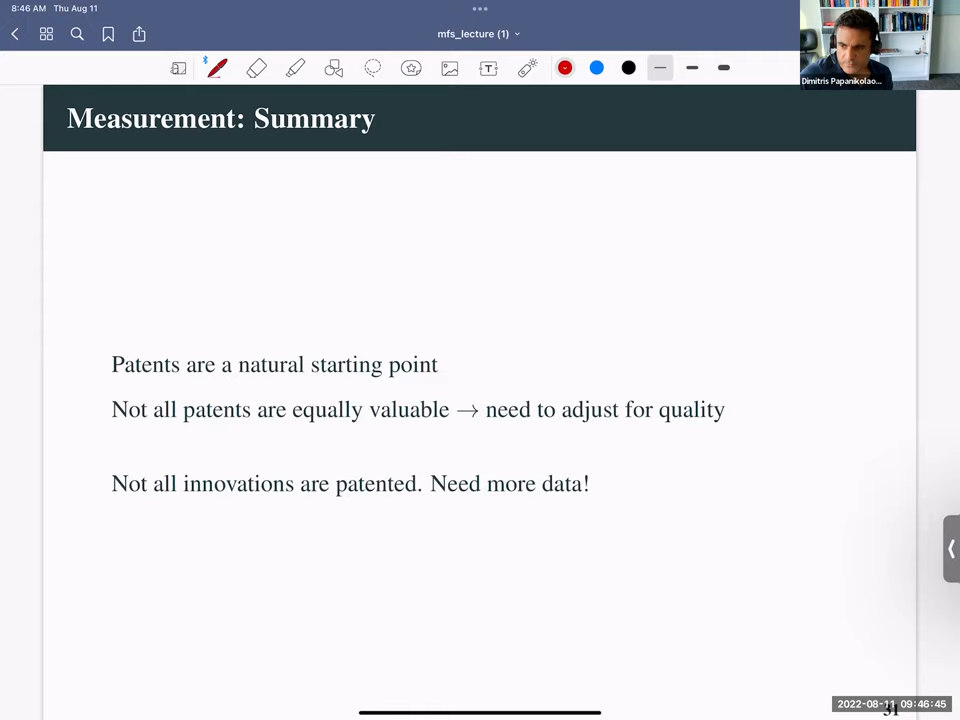 8:46 AM Thu Aug 11
mfs_lecture (1)
T
Dimitris Papanikolao...
Measurement: Summary
Patents are a natural starting point
Not all patents are equally valuable → need to adjust for quality
Not all innovations are patented. Need more data!
2022-08-11 09:46:45
31